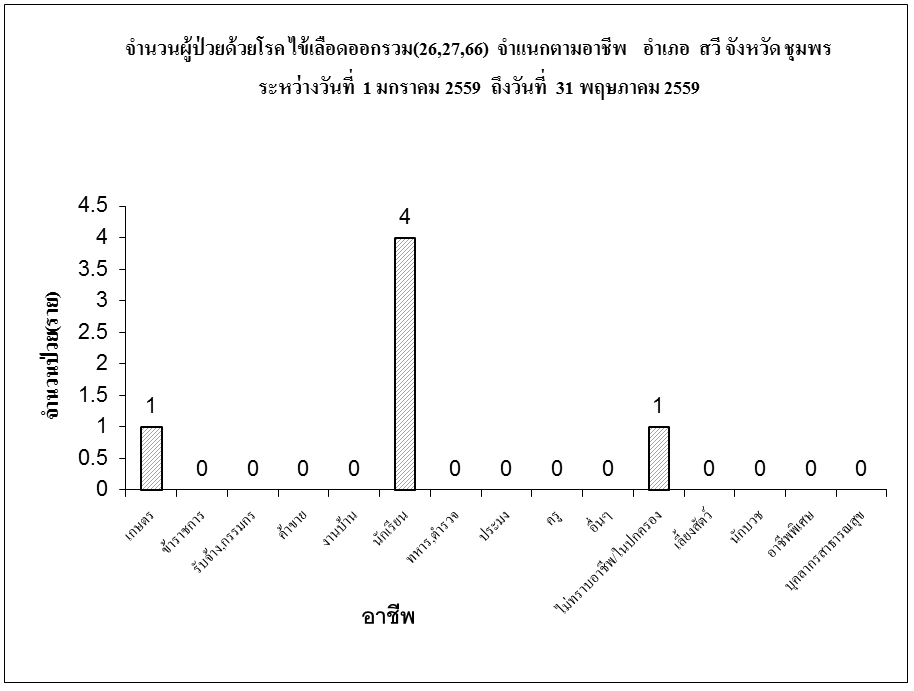 จำนวนผู้ป่วยด้วยโรค ไข้เลือดออกรวม(26,27,66) จำแนกตามอาชีพ อำเภอ สวี จังหวัด ชุมพร
ระหว่างวันที่ 1 มกราคม 2559 ถึงวันที่ 31 พฤษภาคม 2559
จำนวนป่วย(ราย)
4.5
4
3.5
3
2.5
2
1.5
1
0.5
0
1 0 0 0 0 4 0 0 0 0 1 0 0 0 0
เกษตร
ข้าราชการ
รับจ้าง,กรรมกร
ค้าขาย
งานบ้าน
นักเรียน
ทหาร,ตำรวจ
ประมง
ครู
อื่นๆ
ไม่ทราบอาชีพ/ในปกครอง
เลี้ยงสัตว์
นักบวช
อาชีพพิเศษ
บุคลากรสาธารณสุข
อาชีพ